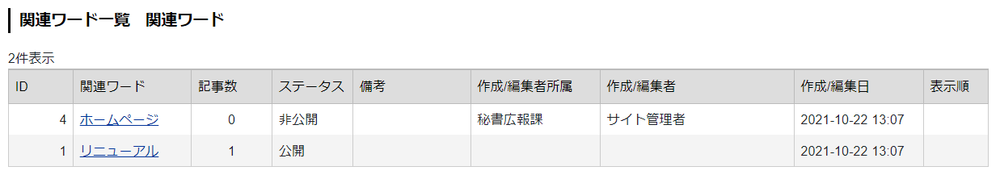 関連ワード一覧　関連ワード
2件表示
ID 関連ワード 記事数 ステータス 備考 作成/編集者所属 作成/編集者 作成/編集日 表示順
4 ホームページ 0 非公開 秘書広報課 サイト管理者 2021-10-22 13:07
1 リニューアル 1 公開 2021-10-22 13:07